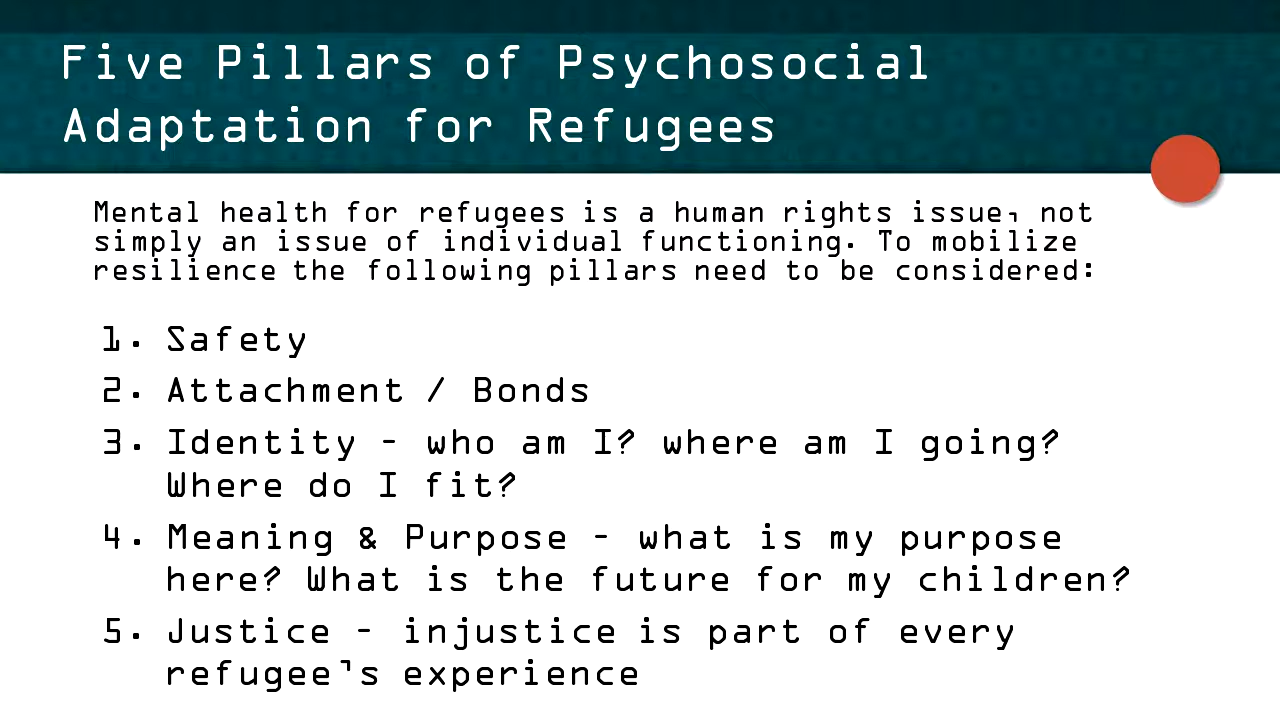 Five Pillars of Psychosocial
Adaptation for Refugees
Mental health for refugees is a human rights issue, not
simply an issue of individual functioning. To mobilize
resilience the following pillars need to be considered:
1. Safety
2. Attachment / Bonds
3. Identity - who am I? where am I going?
Where do I fit?
4. Meaning & Purpose - what is my purpose
here? What is the future for my children?
5. Justice - injustice is part of every
refugee's experience